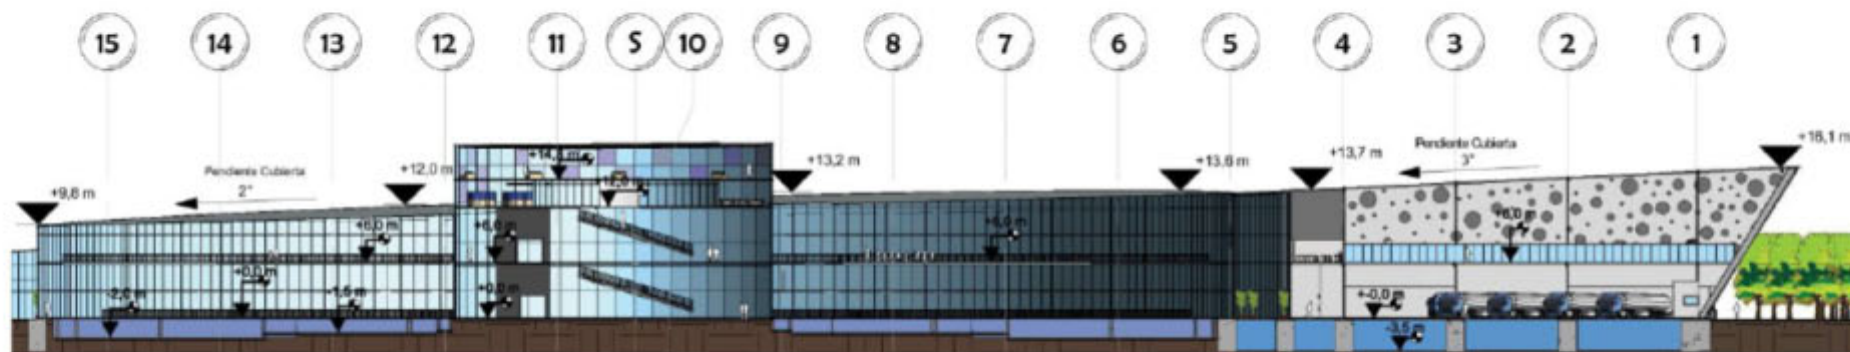 15 14 13 12 11 S 10 9 8 7 6 5 4 3 2 1
+9,8 m
Pendiente Cubierta
2°
+12,0 m
+13,2 m
+13,6 m
+13,7 m
Pendiente Cubierta
3°
+16,1 m
+6,0 m
+6,0 m
+6,0 m
+6,0 m
+0,0 m
+0,0 m
+-0,0 m
-2,6 m
-1,5 m
-3,5 m